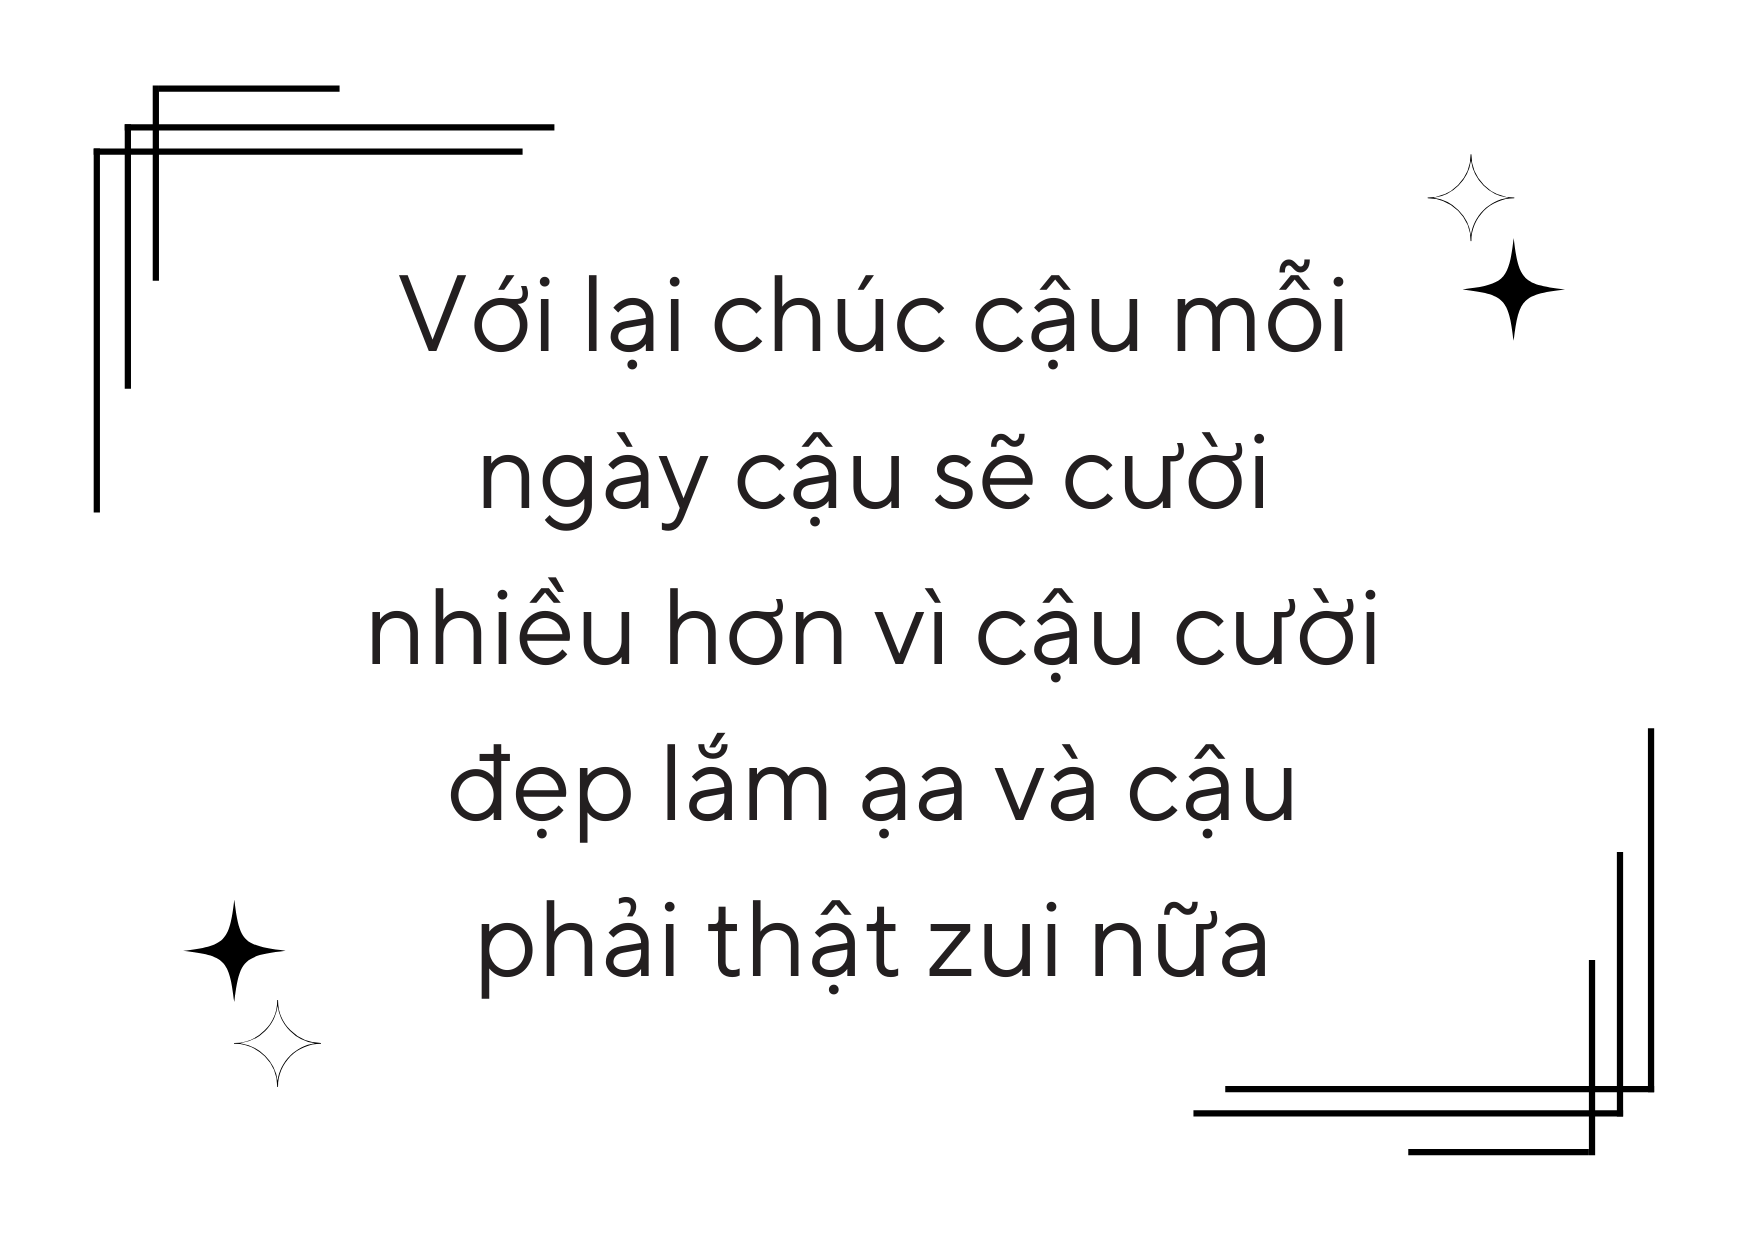 Với lại chúc cậu mỗi
ngày cậu sẽ cười
nhiều hơn vì cậu cười
đẹp lắm ạa và cậu
phải thật zui nữa